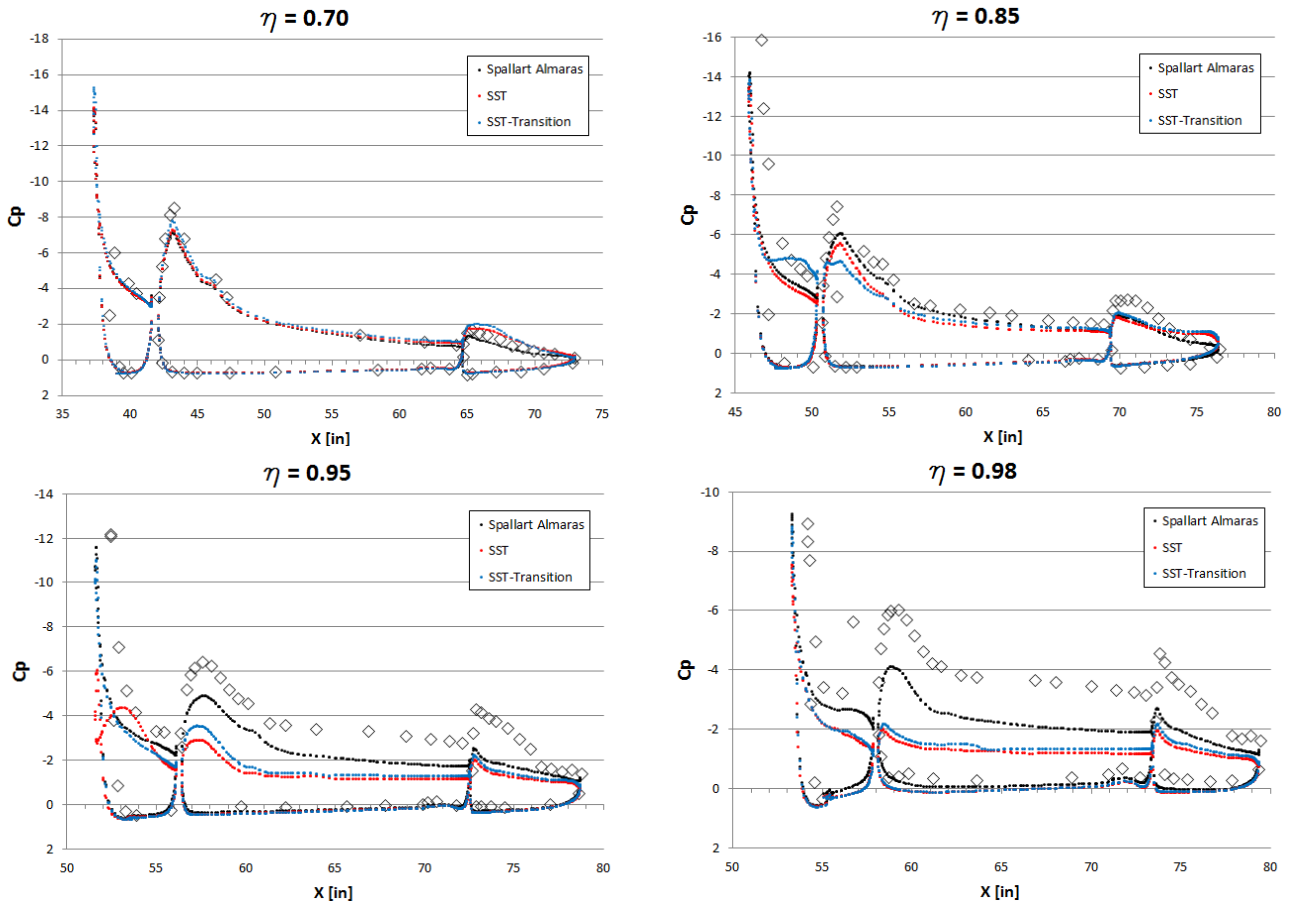 η = 0.70
-18
-16
-14
-12
-10
-8
-6
-4
-2
0
2
Cp
Spallart Almaras
SST
SST-Transition
35 40 45 50 55 60 65 70 75
X [in]
η = 0.85
-16
-14
-12
-10
-8
-6
-4
-2
0
2
Cp
Spallart Almaras
SST
SST-Transition
45 50 55 60 65 70 75 80
X [in]
η = 0.95
-14
-12
-10
-8
-6
-4
-2
0
2
Cp
Spallart Almaras
SST
SST-Transition
50 55 60 65 70 75 80
X [in]
η = 0.98
-10
-8
-6
-4
-2
0
2
Cp
Spallart Almaras
SST
SST-Transition
50 55 60 65 70 75 80
X [in]